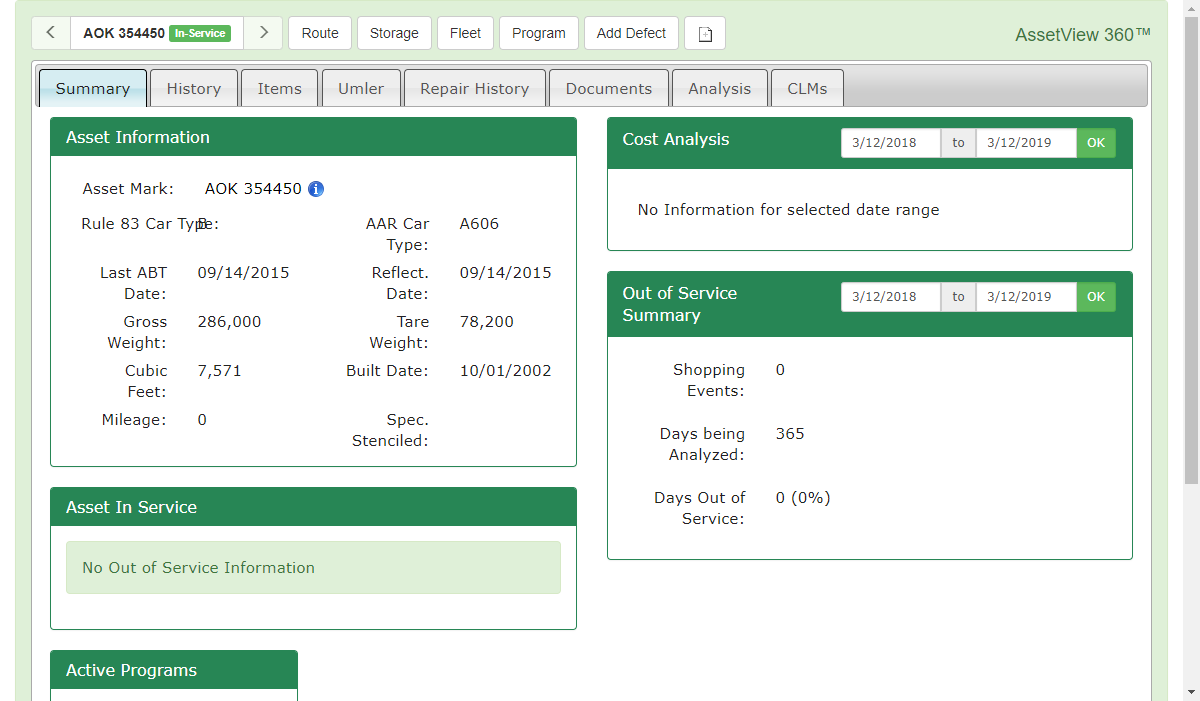 AOK 354450 In-Service Route Storage Fleet Program Add Defect AssetView 360™
Summary History Items Umler Repair History Documents Analysis CLMs
Asset Information
Asset Mark: AOK 354450
Rule 83 Car Type: AAR Car Type: A606
Last ABT Date: 09/14/2015 Reflect. Date: 09/14/2015
Gross Weight: 286,000 Tare Weight: 78,200
Cubic Feet: 7,571 Built Date: 10/01/2002
Mileage: 0 Spec. Stenciled:
Asset In Service
No Out of Service Information
Active Programs
Cost Analysis 3/12/2018 to 3/12/2019 OK
No Information for selected date range
Out of Service Summary 3/12/2018 to 3/12/2019 OK
Shopping Events: 0
Days being Analyzed: 365
Days Out of Service: 0 (0%)